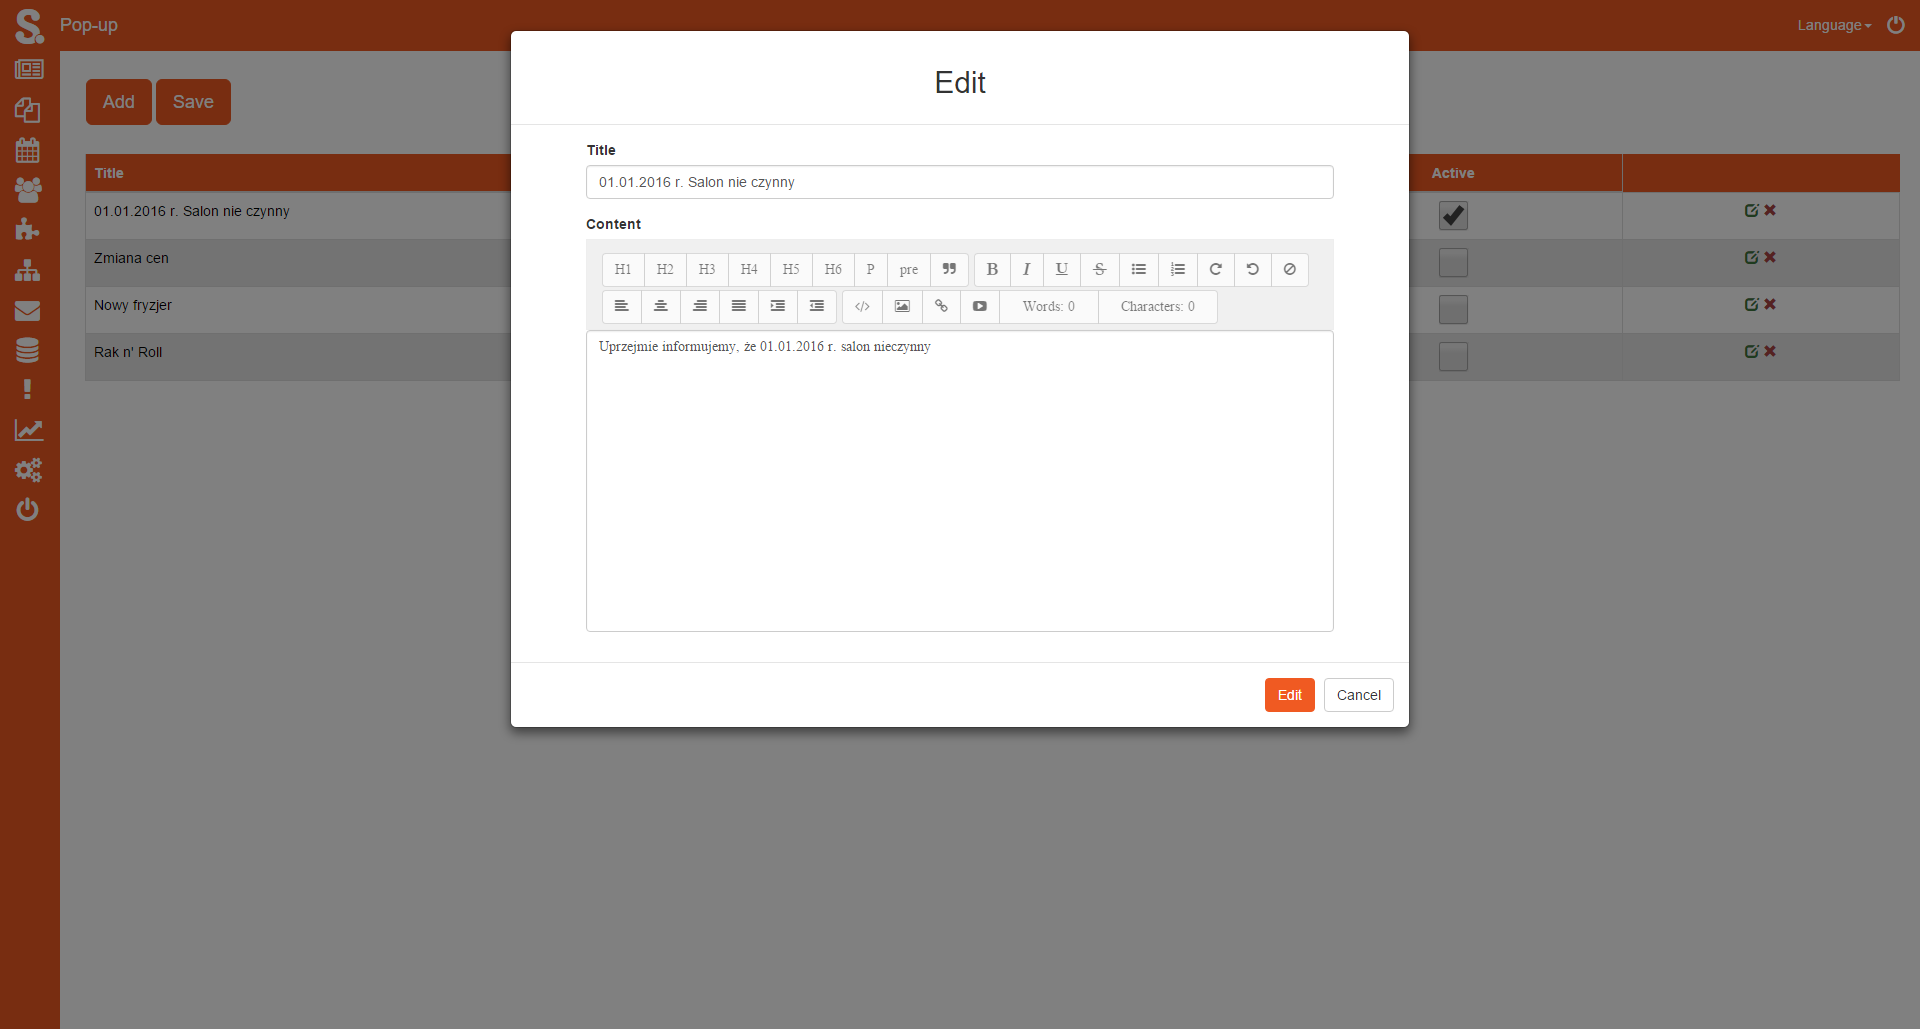 S.
Pop-up
Language
Add
Save
Title
Active
01.01.2016 r. Salon nie czynny
Zmiana cen
Nowy fryzjer
Rak n' Roll
Edit
Title
01.01.2016 r. Salon nie czynny
Content
H1 H2 H3 H4 H5 H6 P pre B I U S
Words: 0 Characters: 0
Uprzejmie informujemy, że 01.01.2016 r. salon nieczynny
Edit
Cancel